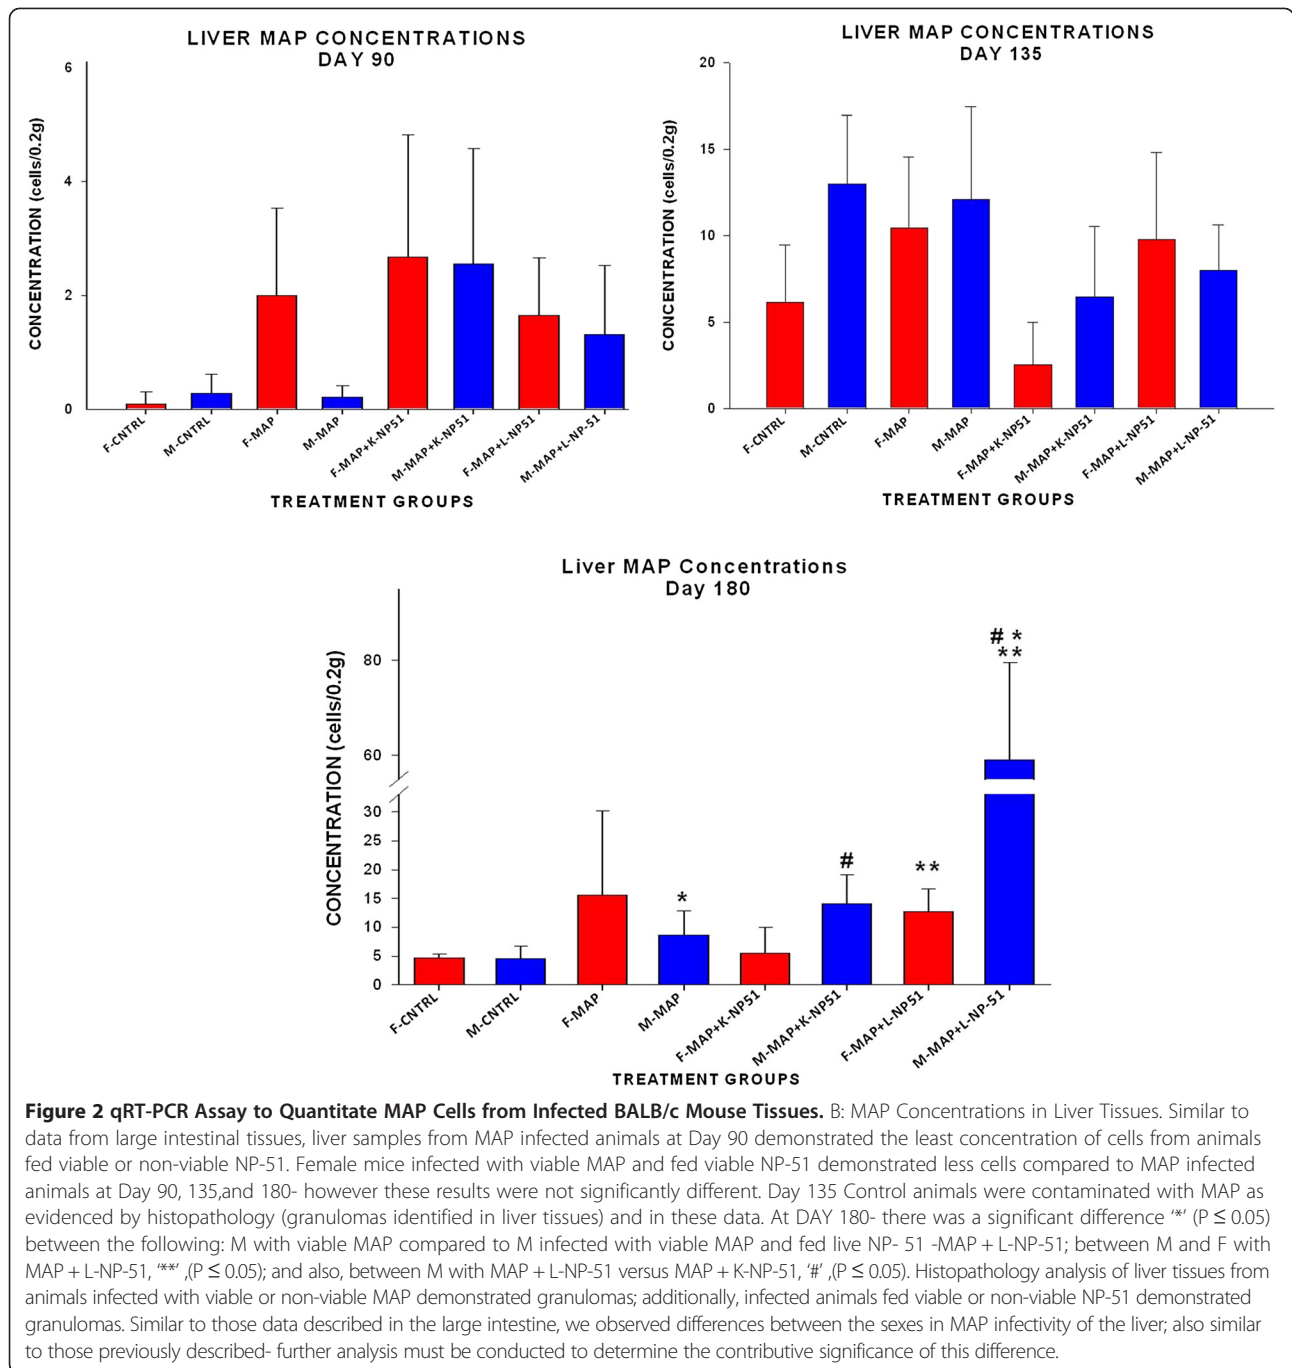 LIVER MAP CONCENTRATIONS
DAY 90
CONCENTRATION (cells/0.2g)
6
4
2
0
F-CNTRL
M-CNTRL
F-MAP
M-MAP
F-MAP+K-NP51
M-MAP+K-NP51
F-MAP+L-NP51
M-MAP+L-NP-51
TREATMENT GROUPS
LIVER MAP CONCENTRATIONS
DAY 135
CONCENTRATION (cells/0.2g)
20
15
10
5
0
F-CNTRL
M-CNTRL
F-MAP
M-MAP
F-MAP+K-NP51
M-MAP+K-NP51
F-MAP+L-NP51
M-MAP+L-NP-51
TREATMENT GROUPS
Liver MAP Concentrations
Day 180
CONCENTRATION (cells/0.2g)
80
60
30
25
20
15
10
5
0
*
#
**
# *
**
F-CNTRL
M-CNTRL
F-MAP
M-MAP
F-MAP+K-NP51
M-MAP+K-NP51
F-MAP+L-NP51
M-MAP+L-NP-51
TREATMENT GROUPS
Figure 2 qRT-PCR Assay to Quantitate MAP Cells from Infected BALB/c Mouse Tissues. B: MAP Concentrations in Liver Tissues. Similar to
data from large intestinal tissues, liver samples from MAP infected animals at Day 90 demonstrated the least concentration of cells from animals
fed viable or non-viable NP-51. Female mice infected with viable MAP and fed viable NP-51 demonstrated less cells compared to MAP infected
animals at Day 90, 135,and 180- however these results were not significantly different. Day 135 Control animals were contaminated with MAP as
evidenced by histopathology (granulomas identified in liver tissues) and in these data. At DAY 180- there was a significant difference ‘*’ (P ≤ 0.05)
between the following: M with viable MAP compared to M infected with viable MAP and fed live NP- 51 -MAP + L-NP-51; between M and F with
MAP + L-NP-51, ‘**’ ,(P ≤ 0.05); and also, between M with MAP + L-NP-51 versus MAP + K-NP-51, ‘#’ ,(P ≤ 0.05). Histopathology analysis of liver tissues from
animals infected with viable or non-viable MAP demonstrated granulomas; additionally, infected animals fed viable or non-viable NP-51 demonstrated
granulomas. Similar to those data described in the large intestine, we observed differences between the sexes in MAP infectivity of the liver; also similar
to those previously described- further analysis must be conducted to determine the contributive significance of this difference.